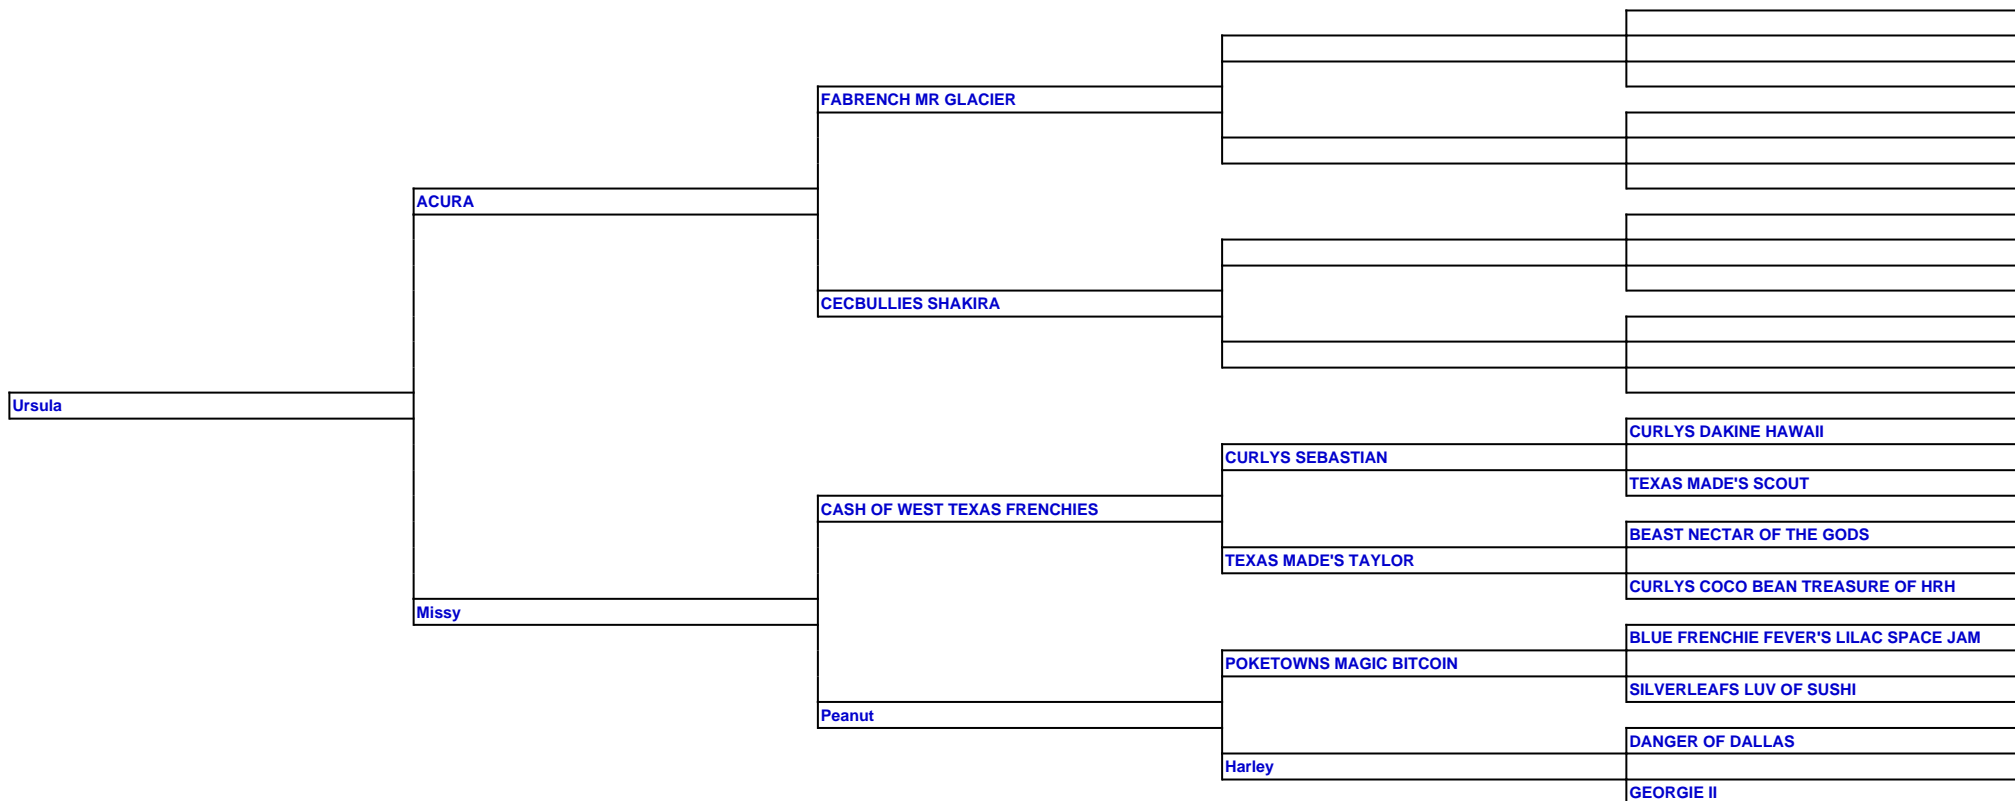 FABRENCH MR GLACIER
ACURA
CECBULLIES SHAKIRA
Ursula
CURLYS DAKINE HAWAII
CURLYS SEBASTIAN
TEXAS MADE'S SCOUT
CASH OF WEST TEXAS FRENCHIES
BEAST NECTAR OF THE GODS
TEXAS MADE'S TAYLOR
CURLYS COCO BEAN TREASURE OF HRH
Missy
BLUE FRENCHIE FEVER'S LILAC SPACE JAM
POKETOWNS MAGIC BITCOIN
SILVERLEAFS LUV OF SUSHI
Peanut
DANGER OF DALLAS
Harley
GEORGIE II